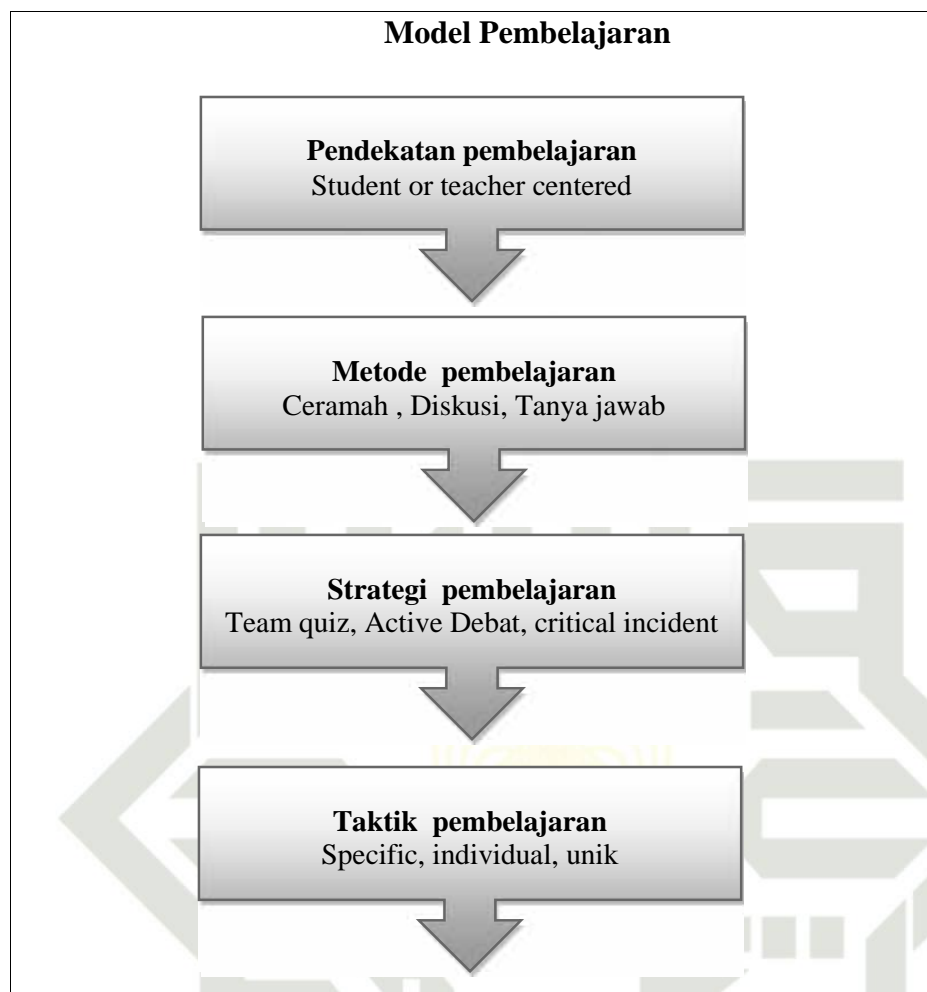 Model Pembelajaran
Pendekatan pembelajaran
Student or teacher centered
Metode pembelajaran
Ceramah , Diskusi, Tanya jawab
Strategi pembelajaran
Team quiz, Active Debat, critical incident
Taktik pembelajaran
Specific, individual, unik